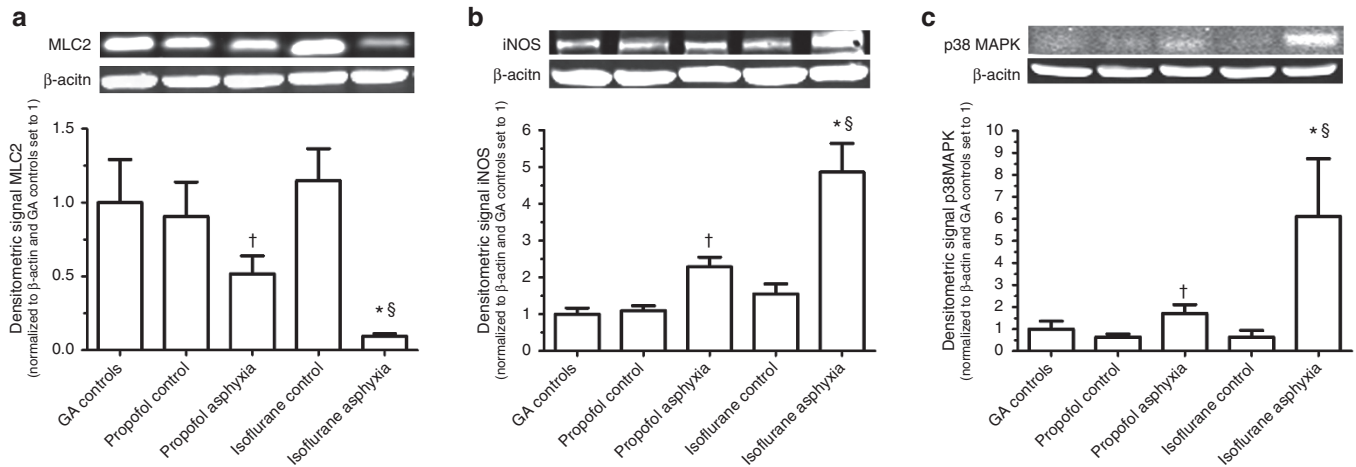 a
MLC2
β-acitn
Densitometric signal MLC2
(normalized to β-actin and GA controls set to 1)
1.5
1.0
0.5
0.0
†
* §
GA controls
Propofol control
Propofol asphyxia
Isoflurane control
Isoflurane asphyxia
b
iNOS
β-acitn
Densitometric signal iNOS
(normalized to β-actin and GA controls set to 1)
6
5
4
3
2
1
0
†
* §
GA controls
Propofol control
Propofol asphyxia
Isoflurane control
Isoflurane asphyxia
c
p38 MAPK
β-acitn
Densitometric signal p38MAPK
(normalized to β-actin and GA controls set to 1)
10
9
8
7
6
5
4
3
2
1
0
†
* §
GA controls
Propofol control
Propofol asphyxia
Isoflurane control
Isoflurane asphyxia